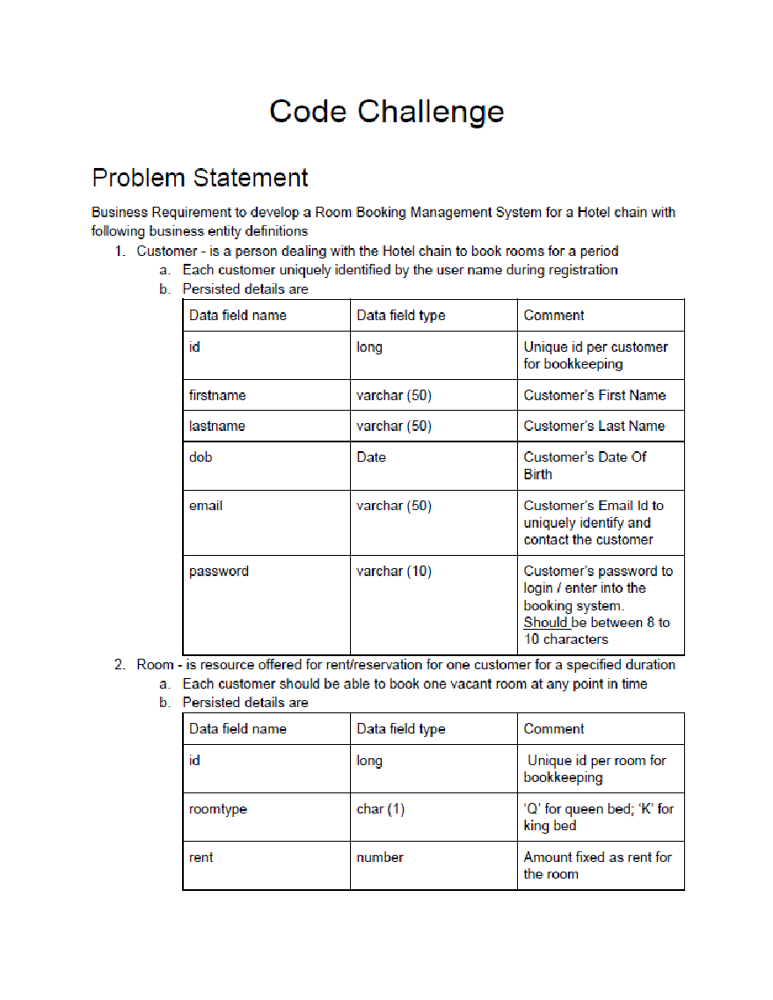 Code Challenge
Problem Statement
Business Requirement to develop a Room Booking Management System for a Hotel chain with
following business entity definitions
1. Customer - is a person dealing with the Hotel chain to book rooms for a period
a. Each customer uniquely identified by the user name during registration
b. Persisted details are
Data field name Data field type Comment
id long Unique id per customer
for bookkeeping
firstname varchar (50) Customer's First Name
lastname varchar (50) Customer's Last Name
dob Date Customer's Date Of
Birth
email varchar (50) Customer's Email Id to
uniquely identify and
contact the customer
password varchar (10) Customer's password to
login / enter into the
booking system.
Should be between 8 to
10 characters
2. Room - is resource offered for rent/reservation for one customer for a specified duration
a. Each customer should be able to book one vacant room at any point in time
b. Persisted details are
Data field name Data field type Comment
id long Unique id per room for
bookkeeping
roomtype char (1) ‘Q’ for queen bed; ‘K’ for
king bed
rent number Amount fixed as rent for
the room